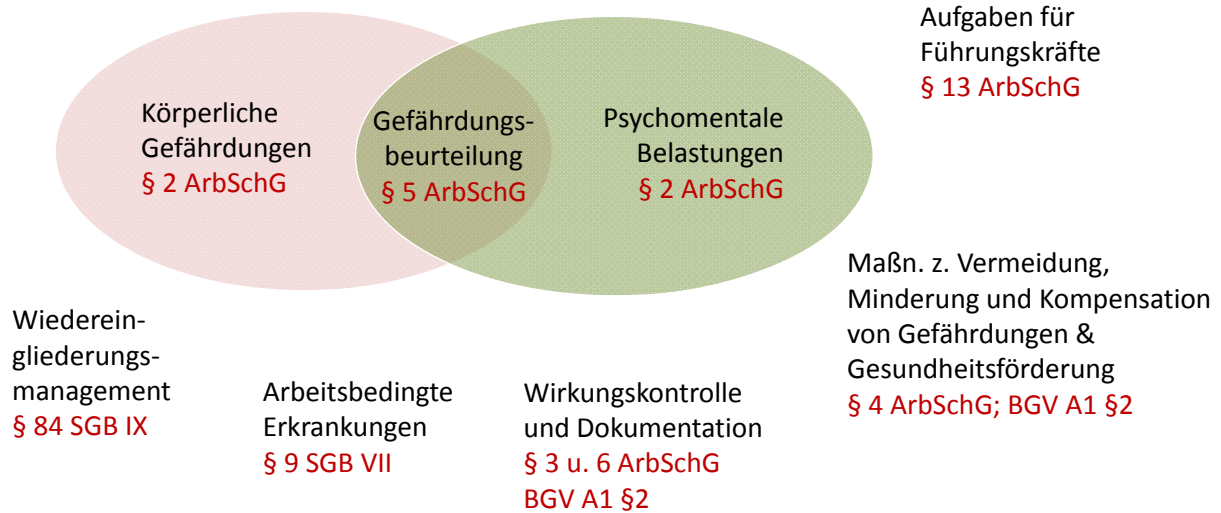 Aufgaben für
Führungskräfte
§ 13 ArbSchG
Körperliche
Gefährdungen
§ 2 ArbSchG
Gefährdungs-
beurteilung
§ 5 ArbSchG
Psychomentale
Belastungen
§ 2 ArbSchG
Maßn. z. Vermeidung,
Minderung und Kompensation
von Gefährdungen &
Gesundheitsförderung
§ 4 ArbSchG; BGV A1 §2
Wiederein-
gliederungs-
management
§ 84 SGB IX
Arbeitsbedingte
Erkrankungen
§ 9 SGB VII
Wirkungskontrolle
und Dokumentation
§ 3 u. 6 ArbSchG
BGV A1 §2